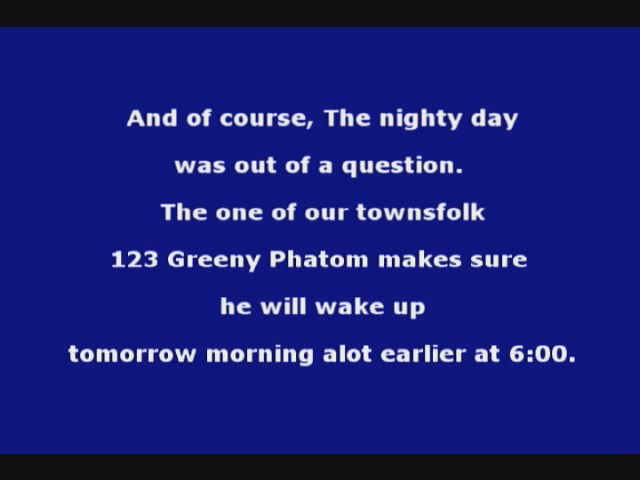 And of course, The nighty day
was out of a question.
The one of our townsfolk
123 Greeny Phatom makes sure
he will wake up
tomorrow morning alot earlier at 6:00.